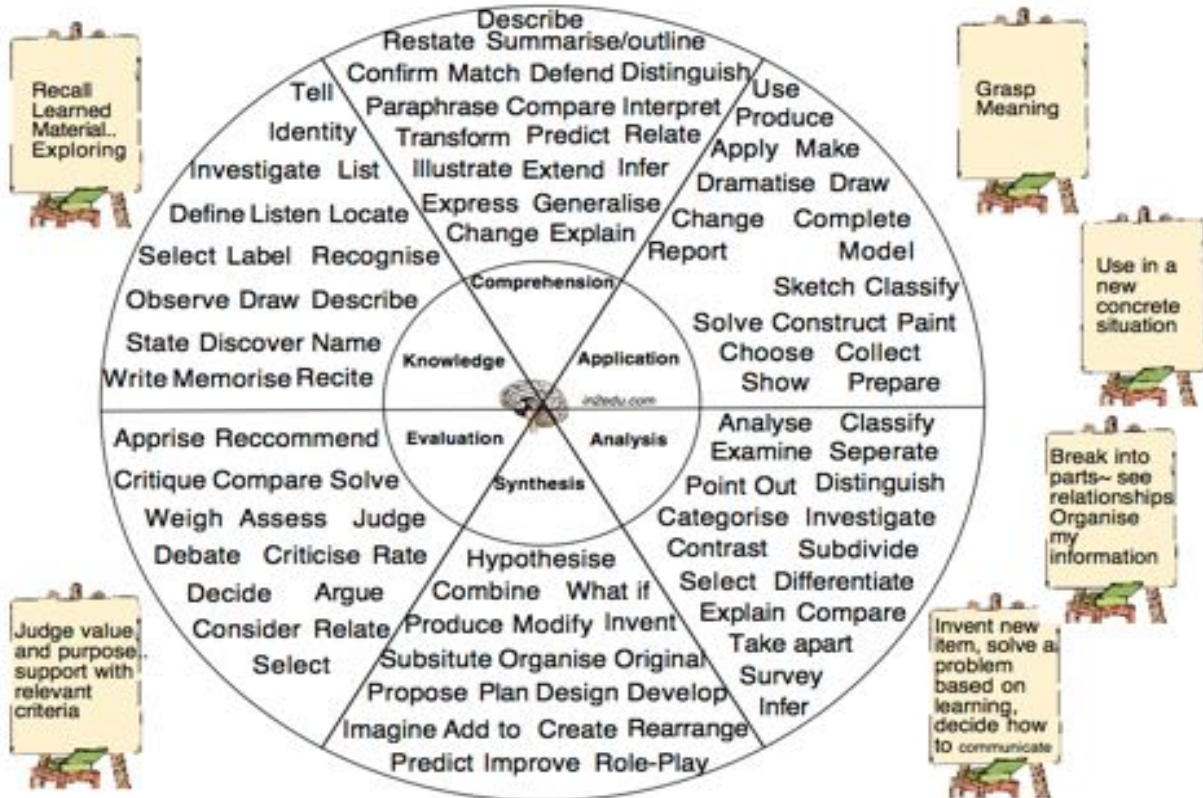 Recall
Learned
Material..
Exploring
Tell
Identity
Investigate List
Define Listen Locate
Select Label Recognise
Observe Draw Describe
State Discover Name
Write Memorise Recite
Knowledge
Describe
Restate Summarise/outline
Confirm Match Defend Distinguish
Paraphrase Compare Interpret
Transform Predict Relate
Illustrate Extend Infer
Express Generalise
Change Explain
Comprehension
Grasp
Meaning
Use
Produce
Apply Make
Dramatise Draw
Change Complete
Report Model
Sketch Classify
Solve Construct Paint
Choose Collect
Show Prepare
Application
in2edu.com
Use in a
new
concrete
situation
Analysis
Analyse Classify
Examine Seperate
Point Out Distinguish
Categorise Investigate
Contrast Subdivide
Select Differentiate
Explain Compare
Take apart
Survey
Infer
Break into
parts~ see
relationships
Organise
my
information
Synthesis
Hypothesise
Combine What if
Produce Modify Invent
Subsitute Organise Original
Propose Plan Design Develop
Imagine Add to Create Rearrange
Predict Improve Role-Play
Invent new
item, solve a
problem
based on
learning,
decide how
to communicate
Evaluation
Apprise Reccommend
Critique Compare Solve
Weigh Assess Judge
Debate Criticise Rate
Decide Argue
Consider Relate
Select
Judge value
and purpose..
support with
relevant
criteria